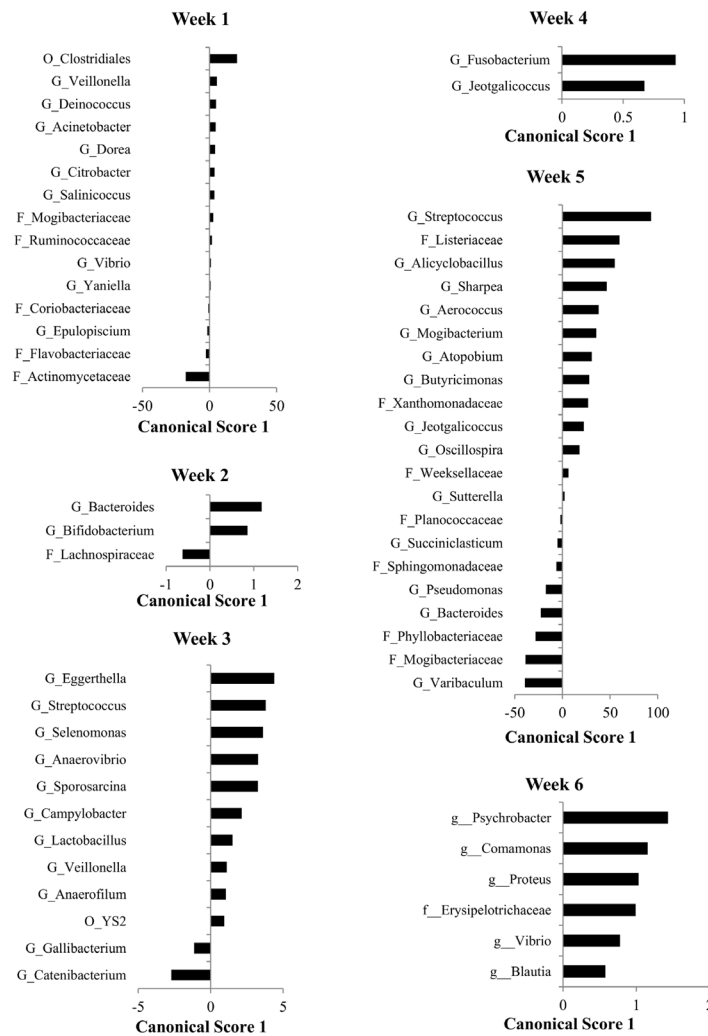 Week 1
O_Clostridiales
G_Veillonella
G_Deinococcus
G_Acinetobacter
G_Dorea
G_Citrobacter
G_Salinicoccus
F_Mogibacteriaceae
F_Ruminococcaceae
G_Vibrio
G_Yaniella
F_Coriobacteriaceae
G_Epulopiscium
F_Flavobacteriaceae
F_Actinomycetaceae
-50 0 50
Canonical Score 1
Week 2
G_Bacteroides
G_Bifidobacterium
F_Lachnospiraceae
-1 0 1 2
Canonical Score 1
Week 3
G_Eggerthella
G_Streptococcus
G_Selenomonas
G_Anaerovibrio
G_Sporosarcina
G_Campylobacter
G_Lactobacillus
G_Veillonella
G_Anaerofilum
O_YS2
G_Gallibacterium
G_Catenibacterium
-5 0 5
Canonical Score 1
Week 4
G_Fusobacterium
G_Jeotgalicoccus
0 0.5 1
Canonical Score 1
Week 5
G_Streptococcus
F_Listeriaceae
G_Alicyclobacillus
G_Sharpea
G_Aerococcus
G_Mogibacterium
G_Atopobium
G_Butyricimonas
F_Xanthomonadaceae
G_Jeotgalicoccus
G_Oscillospira
F_Weeksellaceae
G_Sutterella
F_Planococcaceae
G_Succiniclasticum
F_Sphingomonadaceae
G_Pseudomonas
G_Bacteroides
F_Phyllobacteriaceae
F_Mogibacteriaceae
G_Varibaculum
-50 0 50 100
Canonical Score 1
Week 6
g__Psychrobacter
g__Comamonas
g__Proteus
f__Erysipelotrichaceae
g__Vibrio
g__Blautia
0 1 2
Canonical Score 1